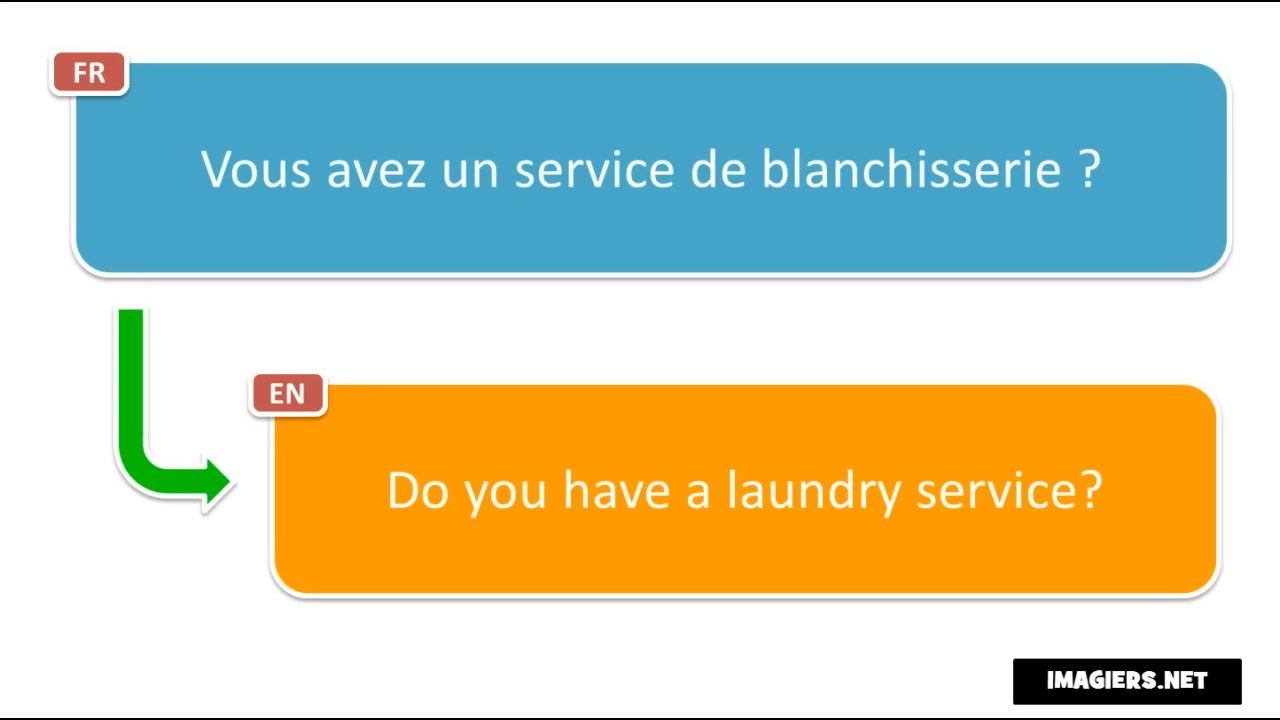 FR
Vous avez un service de blanchisserie ?
EN
Do you have a laundry service?
IMAGIERS.NET